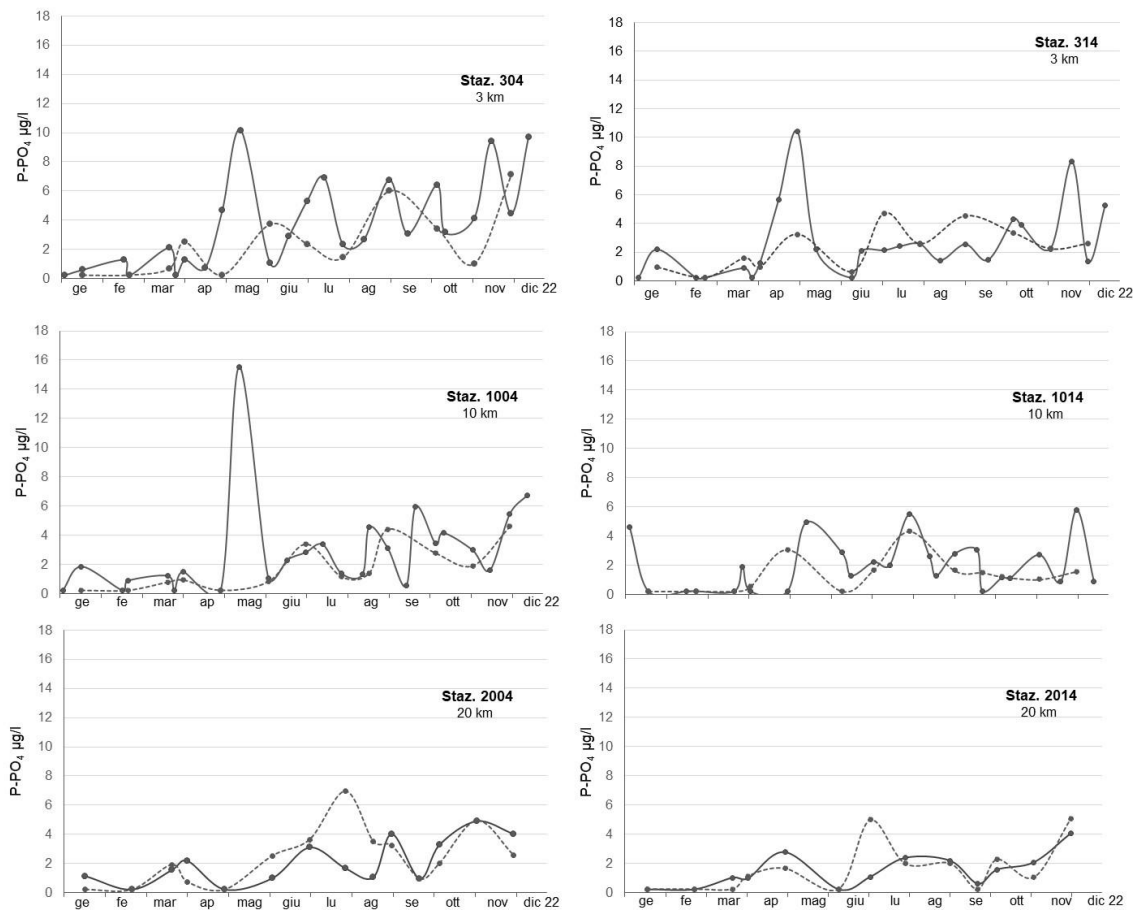 18
16
14
12
10
8
6
4
2
0
P-PO₄ µg/l
Staz. 304
3 km
ge fe mar ap mag giu lu ag se ott nov dic 22
18
16
14
12
10
8
6
4
2
0
P-PO₄ µg/l
Staz. 314
3 km
ge fe mar ap mag giu lu ag se ott nov dic 22
18
16
14
12
10
8
6
4
2
0
P-PO₄ µg/l
Staz. 1004
10 km
ge fe mar ap mag giu lu ag se ott nov dic 22
18
16
14
12
10
8
6
4
2
0
P-PO₄ µg/l
Staz. 1014
10 km
ge fe mar ap mag giu lu ag se ott nov dic 22
18
16
14
12
10
8
6
4
2
0
P-PO₄ µg/l
Staz. 2004
20 km
ge fe mar ap mag giu lu ag se ott nov dic 22
18
16
14
12
10
8
6
4
2
0
P-PO₄ µg/l
Staz. 2014
20 km
ge fe mar ap mag giu lu ag se ott nov dic 22